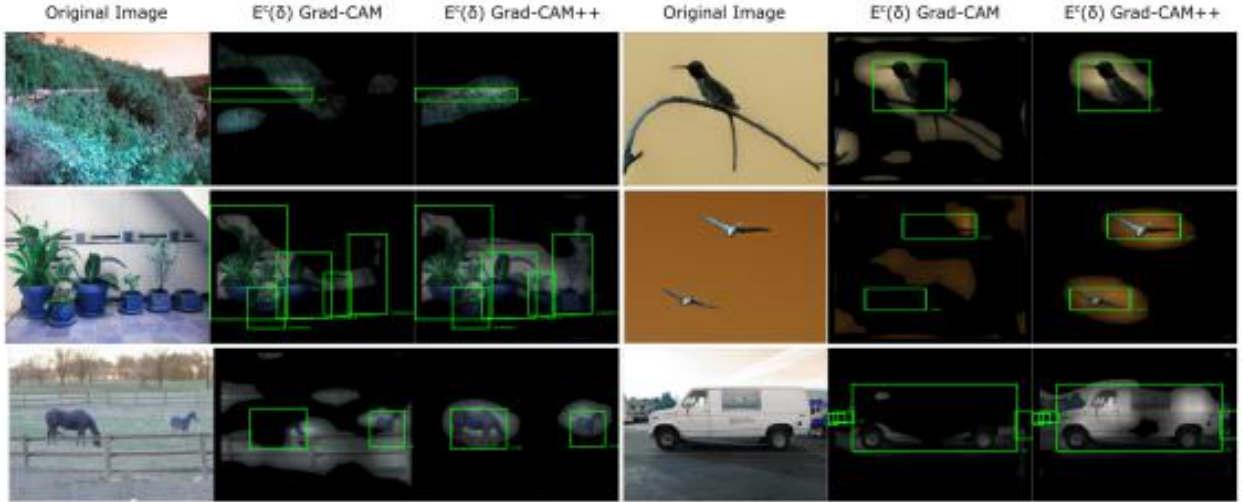 Original Image E^c(δ) Grad-CAM E^c(δ) Grad-CAM++ Original Image E^c(δ) Grad-CAM E^c(δ) Grad-CAM++